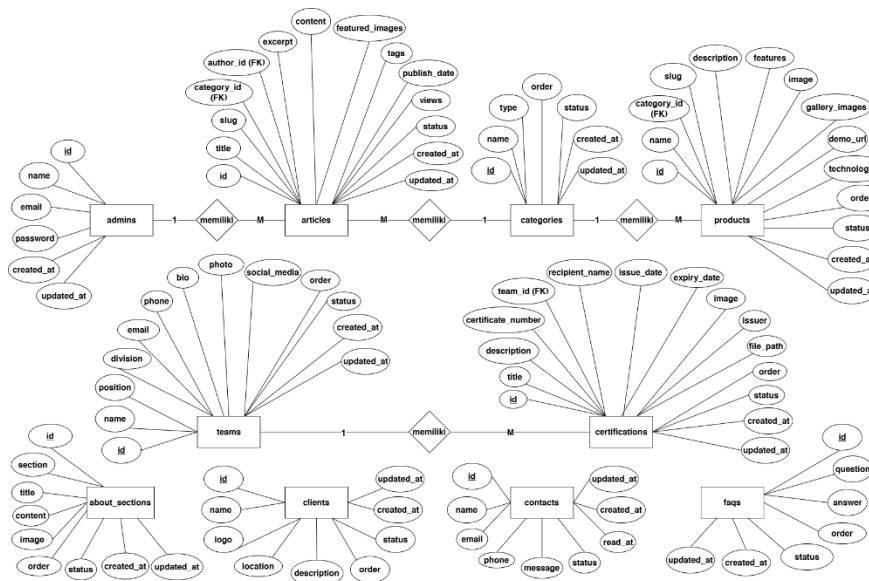 content
excerpt
featured_images
author_id (FK)
tags
category_id
(FK)
publish_date
slug
views
title
status
id
created_at
updated_at
order
type
status
name
created_at
id
updated_at
description
features
slug
image
category_id
(FK)
gallery_images
name
demo_url
id
technolog
order
status
created_a
updated_a
id
name
email
password
created_at
updated_at
admins
1
memiliki
M
articles
M
memiliki
1
categories
1
memiliki
M
products
photo
social_media
bio
order
phone
status
email
created_at
division
updated_at
position
name
id
teams
1
memiliki
M
certifications
recipient_name
issue_date
team_id (FK)
expiry_date
certificate_number
image
description
issuer
title
file_path
id
order
status
created_at
updated_at
id
section
title
content
image
order
status
created_at
updated_at
about_sections
id
name
logo
location
description
order
status
created_at
updated_at
clients
id
name
email
phone
message
status
read_at
created_at
updated_at
contacts
id
question
answer
order
status
created_at
updated_at
faqs